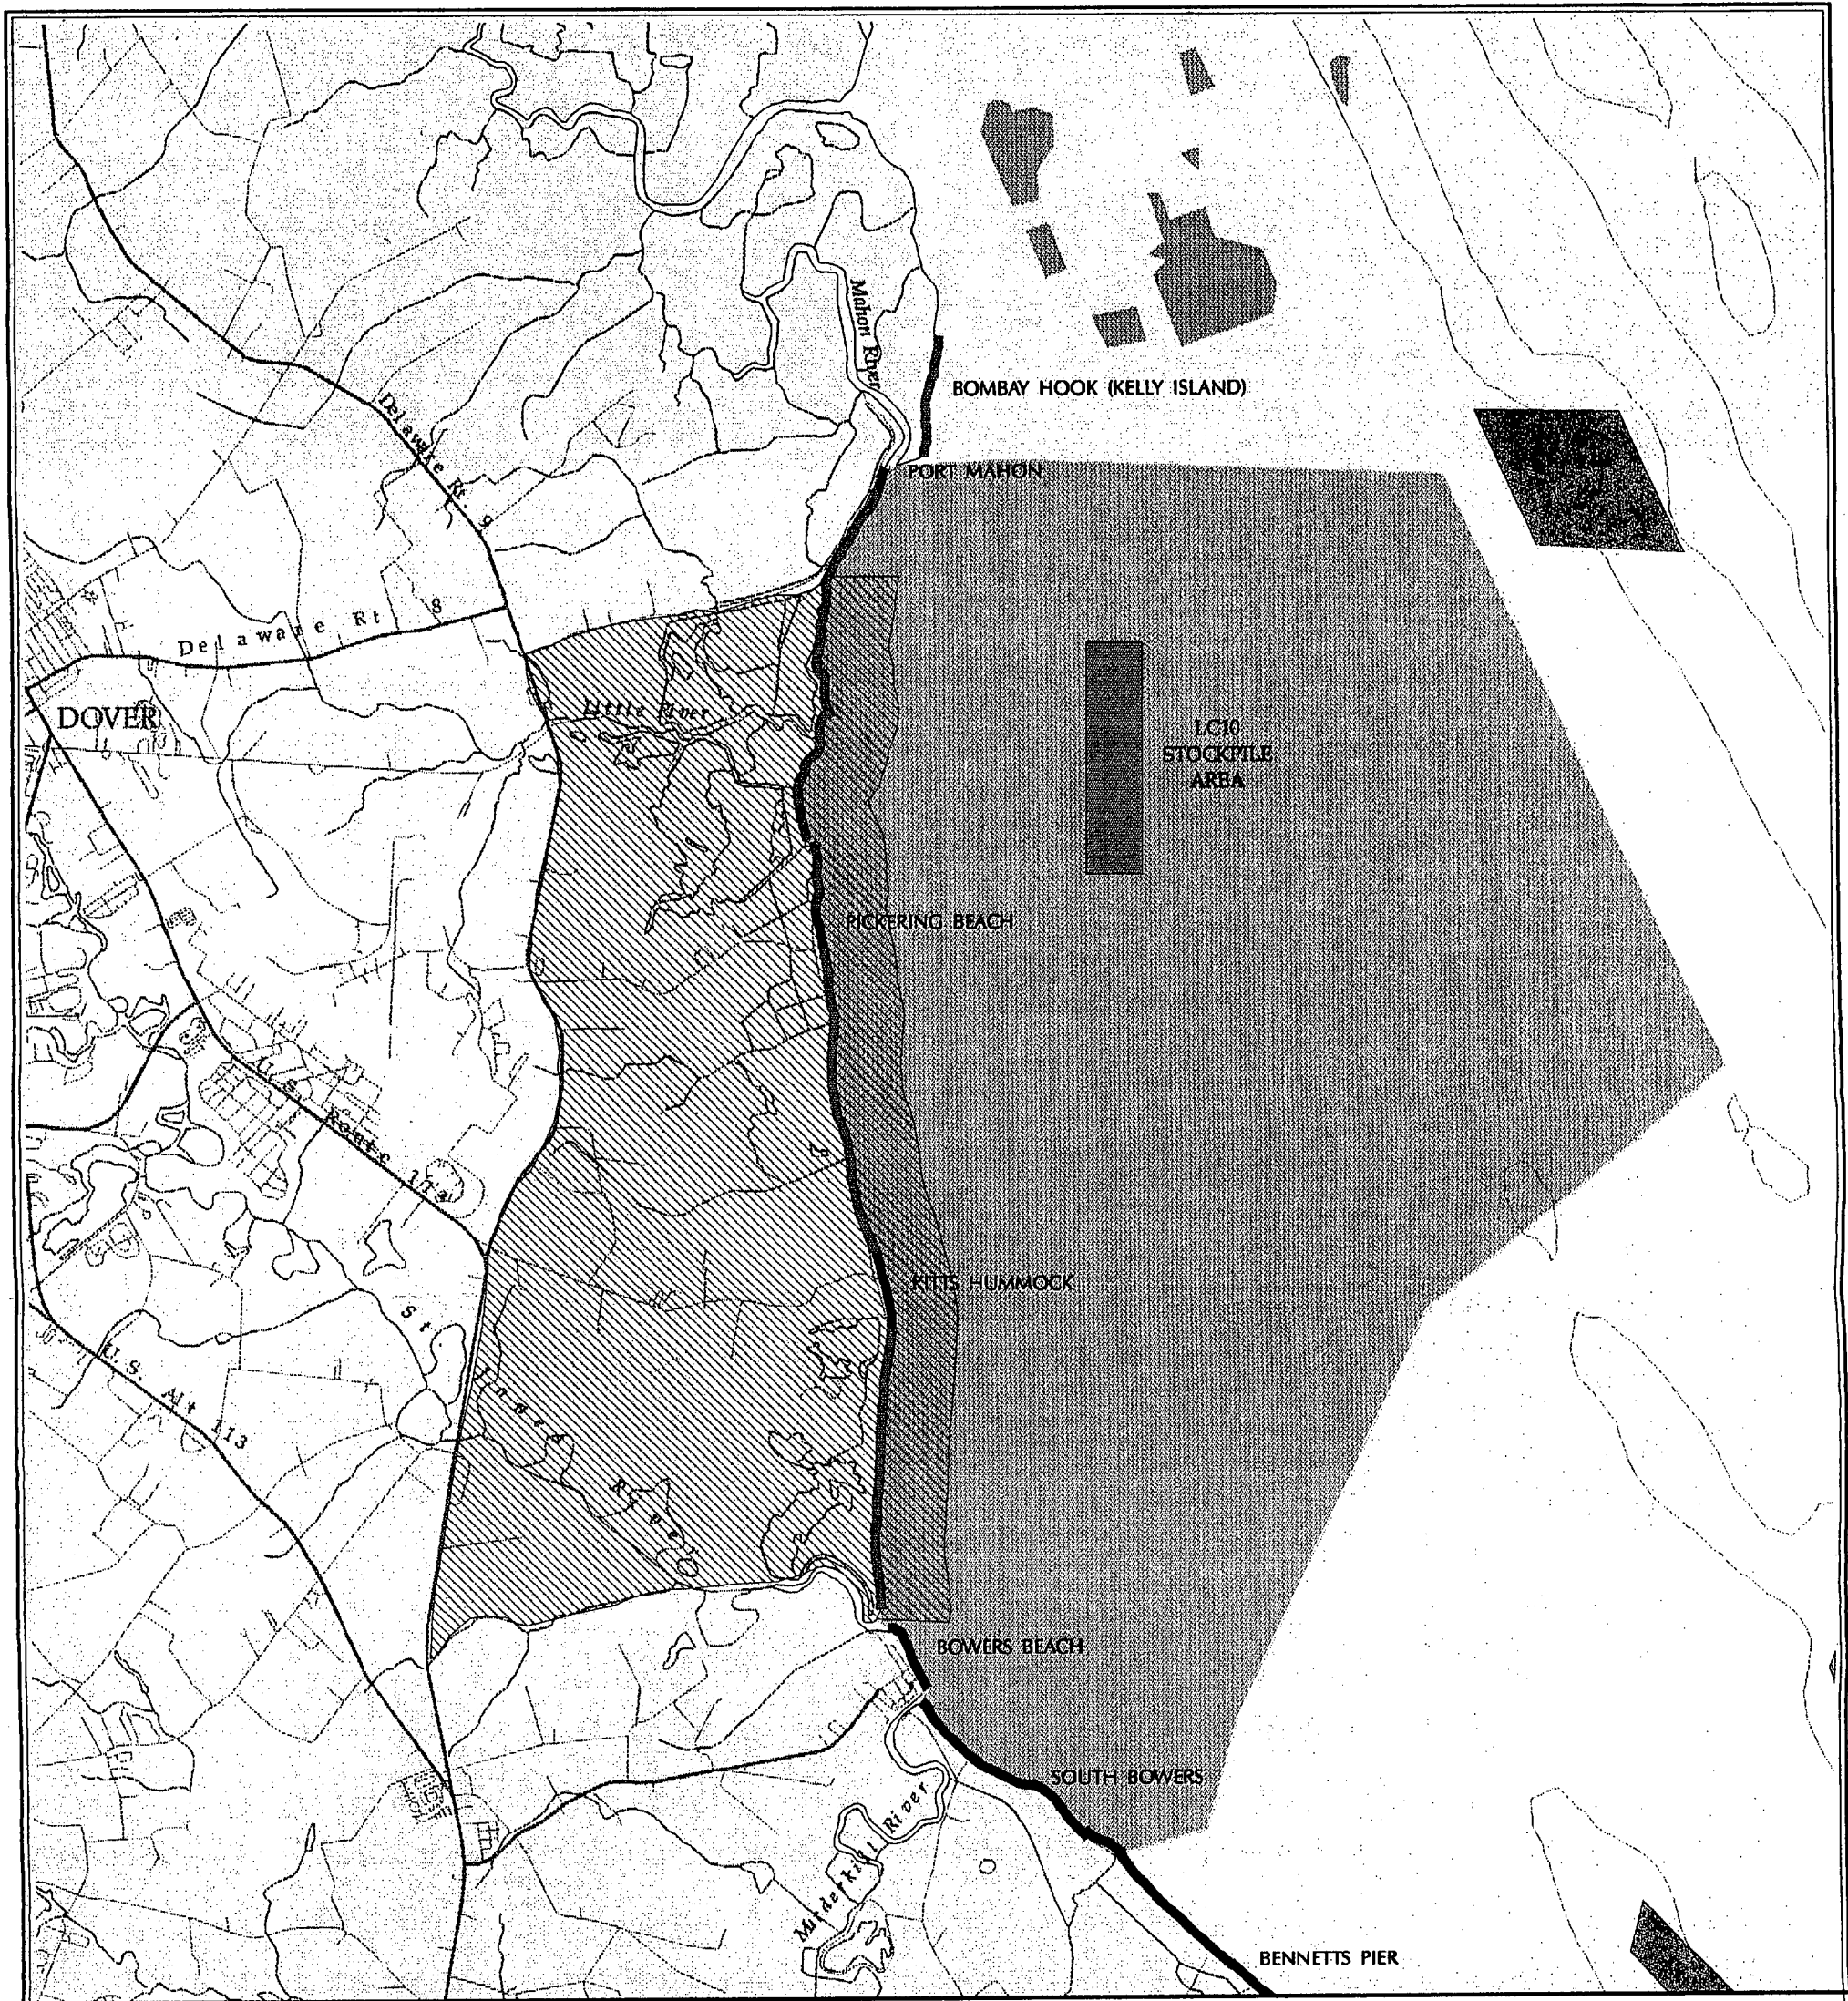 Mahon River
BOMBAY HOOK (KELLY ISLAND)
Delaware Rt. 9
PORT MAHON
Delaware Rt 8
DOVER
Little River
LC10
STOCKPILE
AREA
PICKERING BEACH
U.S. Route 113
KITTS HUMMOCK
St Jones River
U.S. Alt 113
BOWERS BEACH
SOUTH BOWERS
Murderkill River
BENNETTS PIER